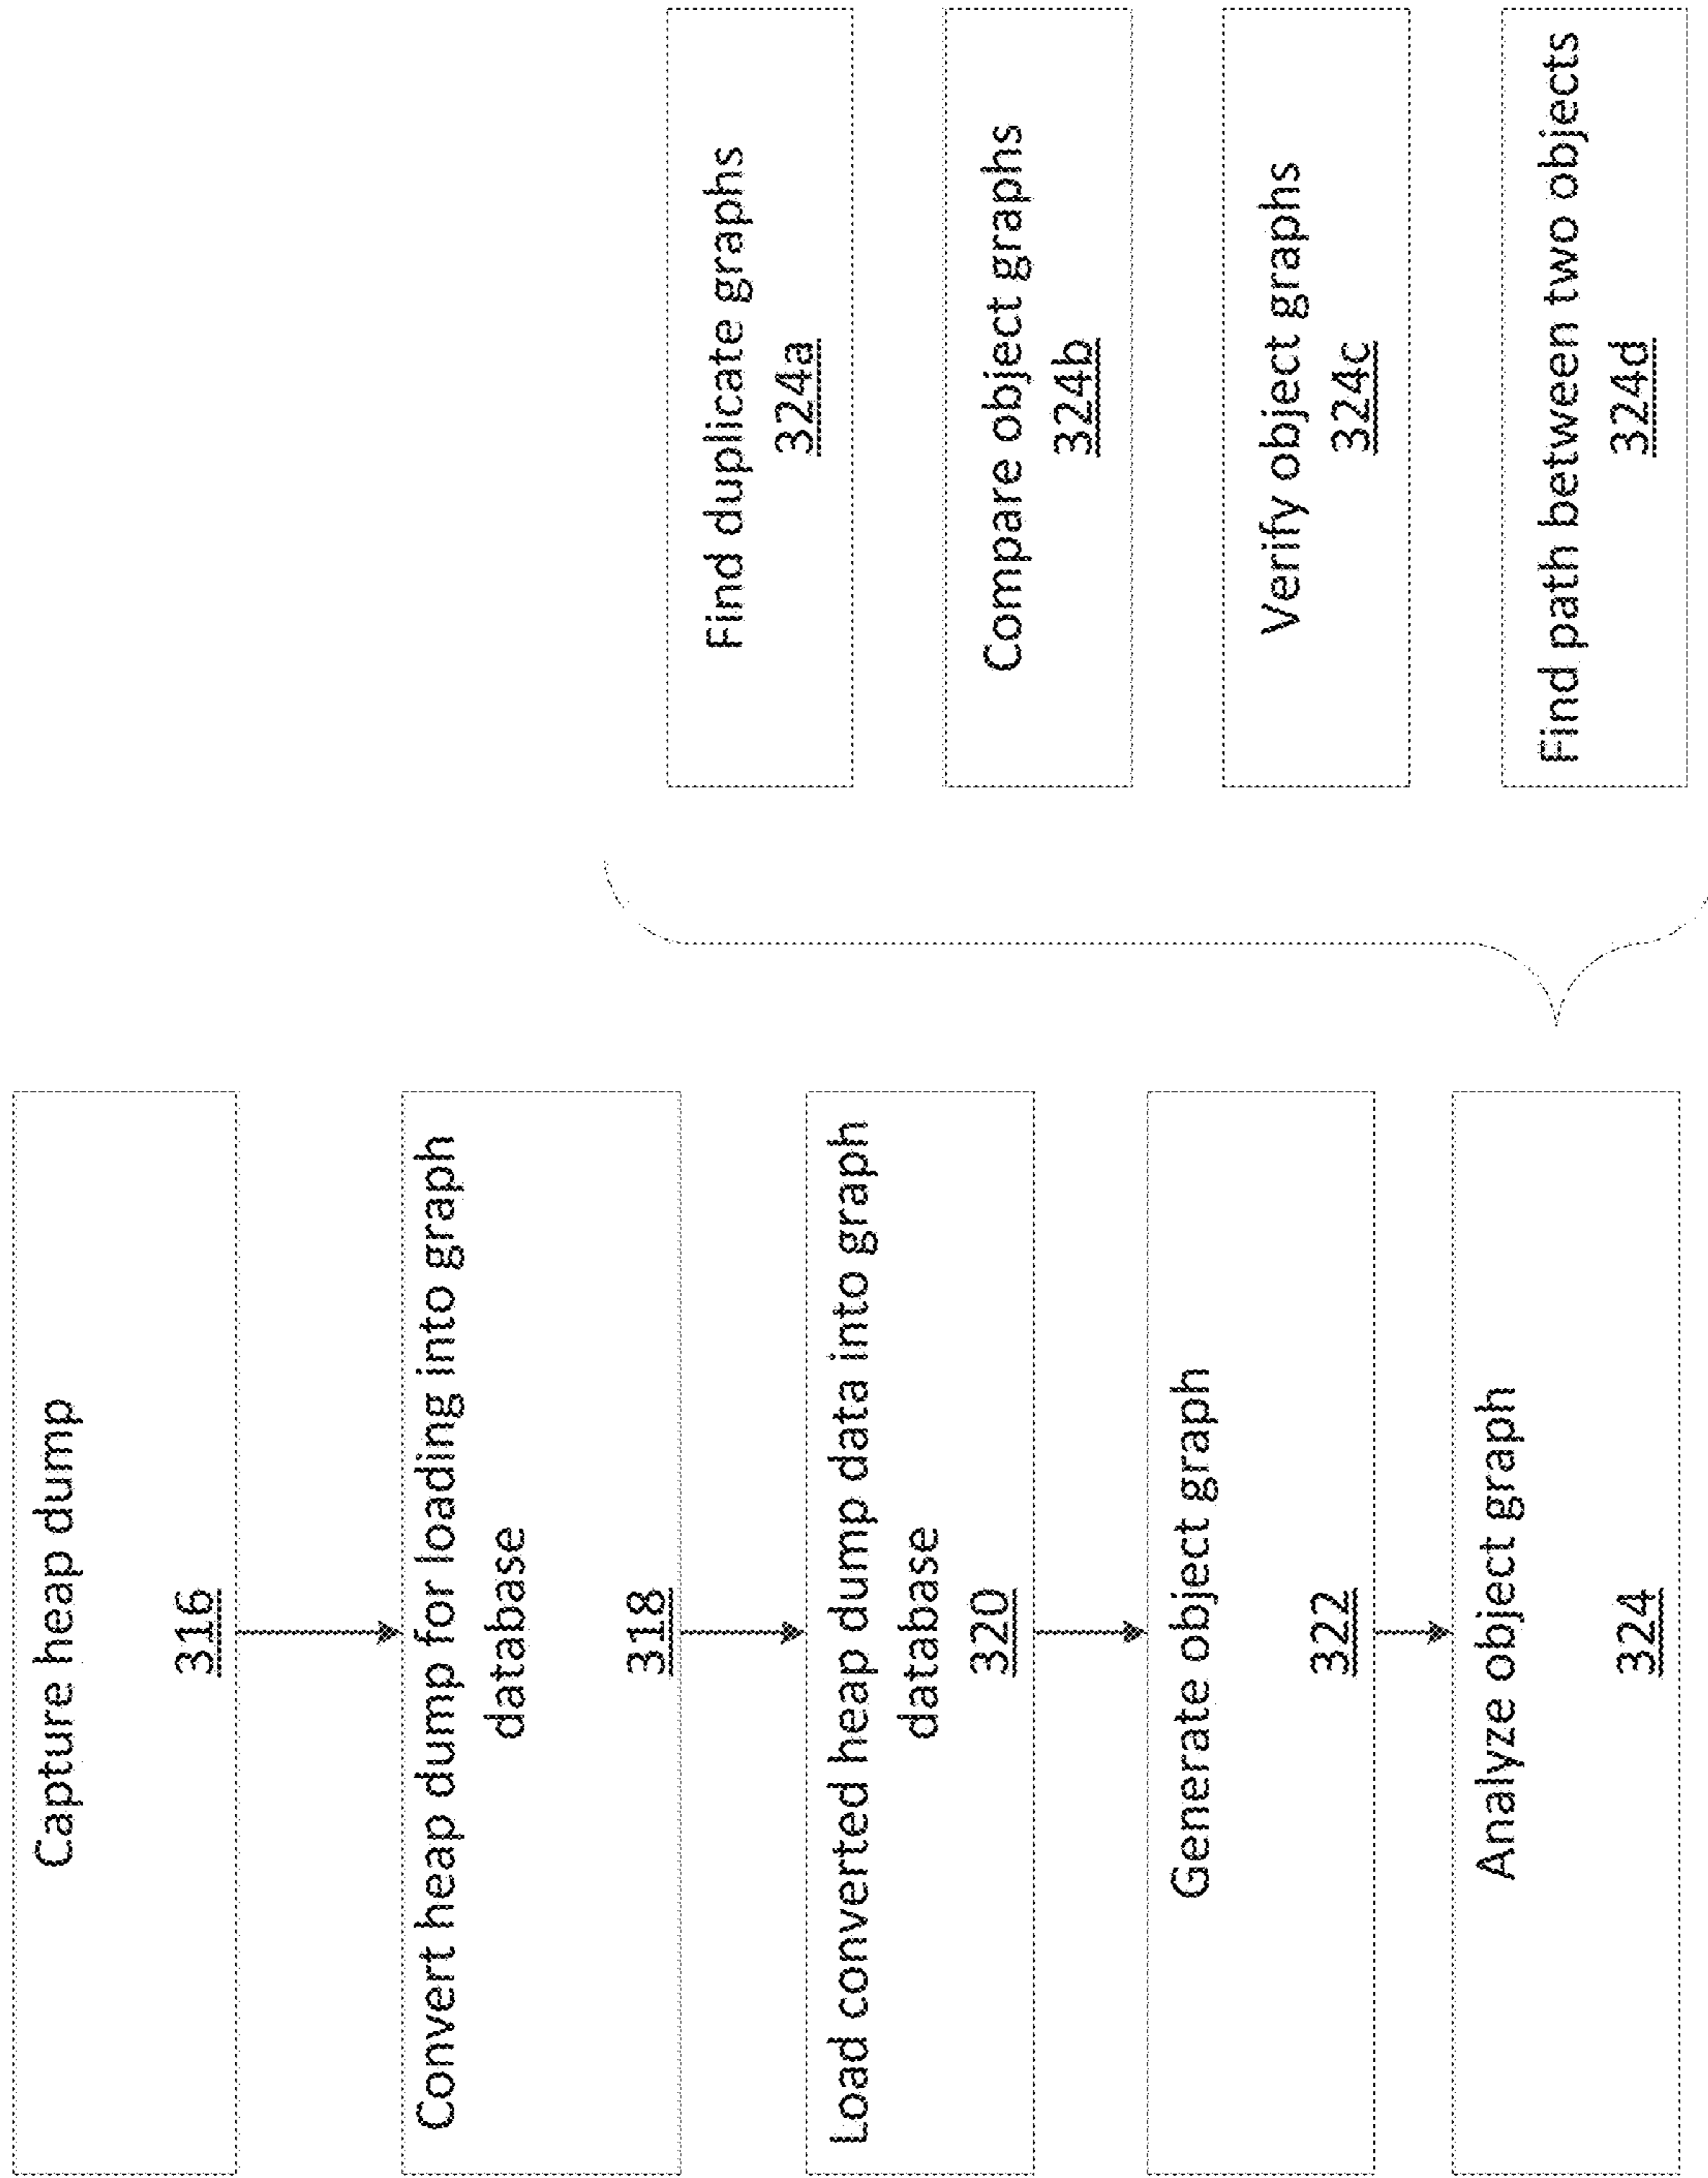 Capture heap dump
316
Convert heap dump for loading into graph
database
318
Load converted heap dump data into graph
database
320
Generate object graph
322
Analyze object graph
324
Find duplicate graphs
324a
Compare object graphs
324b
Verify object graphs
324c
Find path between two objects
324d